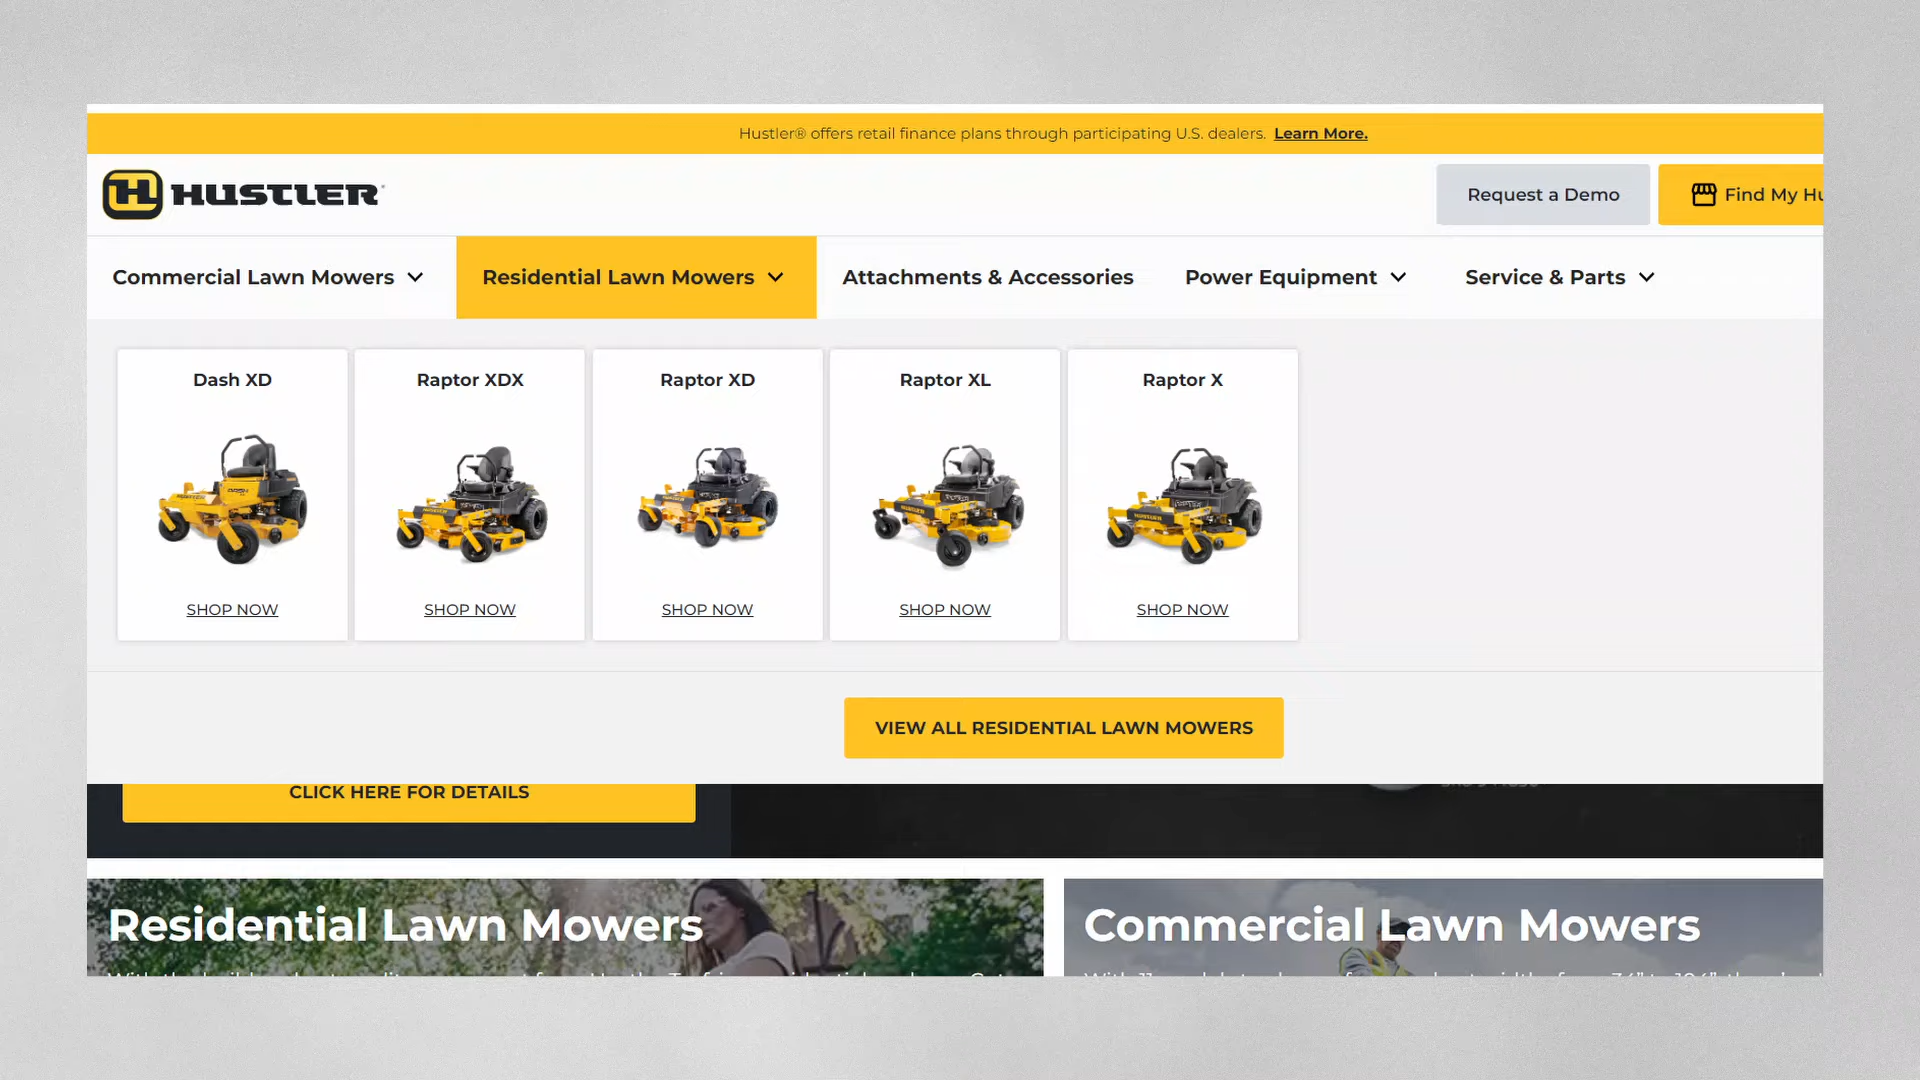 Hustler® offers retail finance plans through participating U.S. dealers. Learn More.
HUSTLER
Request a Demo
Find My Hu
Commercial Lawn Mowers
Residential Lawn Mowers
Attachments & Accessories
Power Equipment
Service & Parts
Dash XD
Raptor XDX
Raptor XD
Raptor XL
Raptor X
SHOP NOW
SHOP NOW
SHOP NOW
SHOP NOW
SHOP NOW
VIEW ALL RESIDENTIAL LAWN MOWERS
CLICK HERE FOR DETAILS
Residential Lawn Mowers
Commercial Lawn Mowers